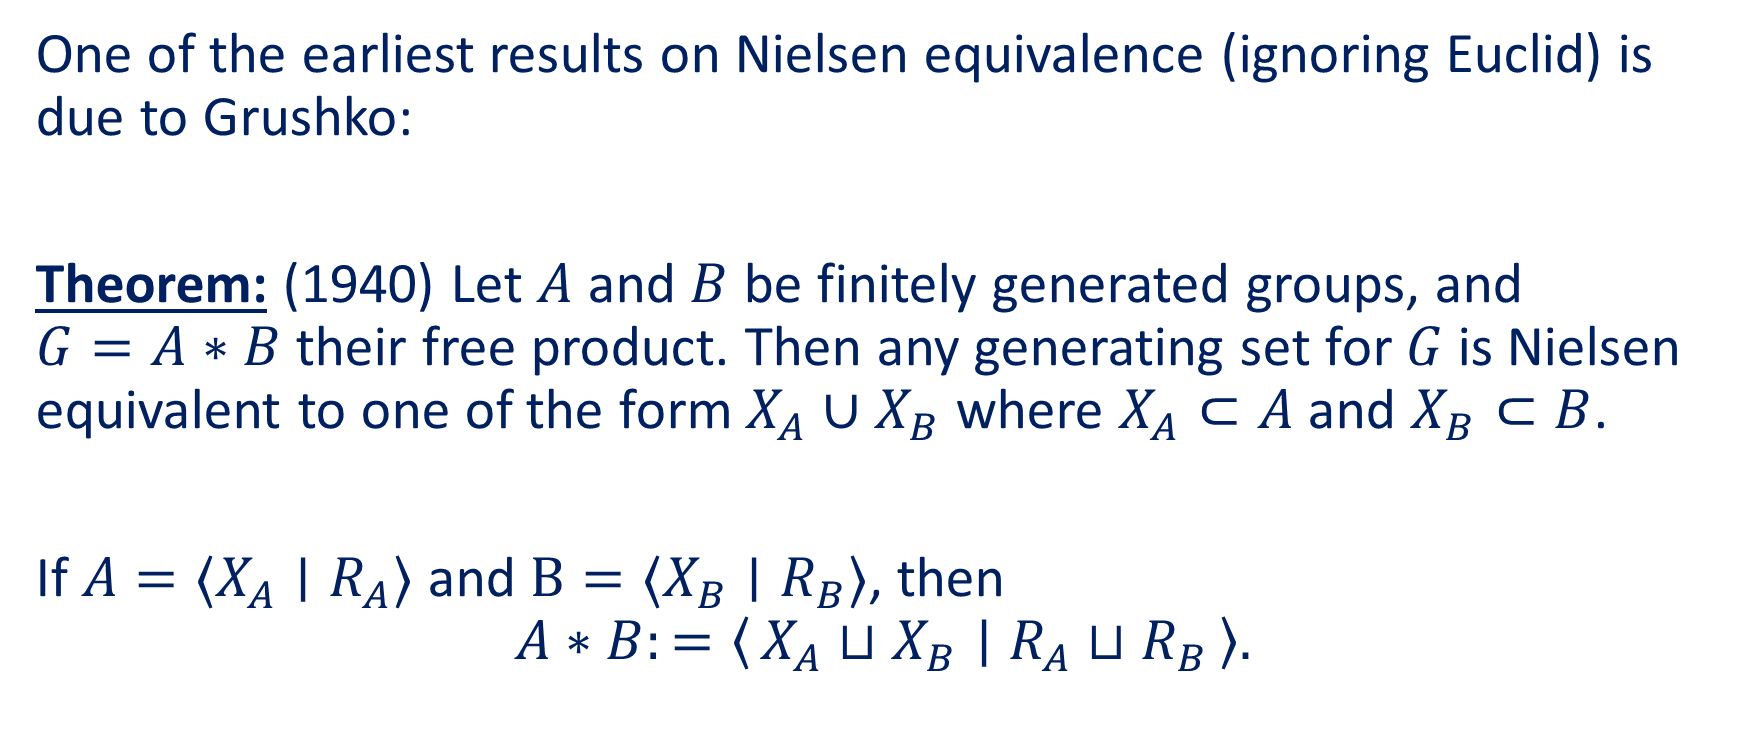 One of the earliest results on Nielsen equivalence (ignoring Euclid) is
due to Grushko:
Theorem: (1940) Let 𝐴 and 𝐵 be finitely generated groups, and
𝐺 = 𝐴 ∗ 𝐵 their free product. Then any generating set for 𝐺 is Nielsen
equivalent to one of the form 𝑋_𝐴 ∪ 𝑋_𝐵 where 𝑋_𝐴 ⊂ 𝐴 and 𝑋_𝐵 ⊂ 𝐵.
If 𝐴 = ⟨𝑋_𝐴 | 𝑅_𝐴⟩ and B = ⟨𝑋_𝐵 | 𝑅_𝐵⟩, then
𝐴 ∗ 𝐵: = ⟨ 𝑋_𝐴 ⊔ 𝑋_𝐵 | 𝑅_𝐴 ⊔ 𝑅_𝐵 ⟩.